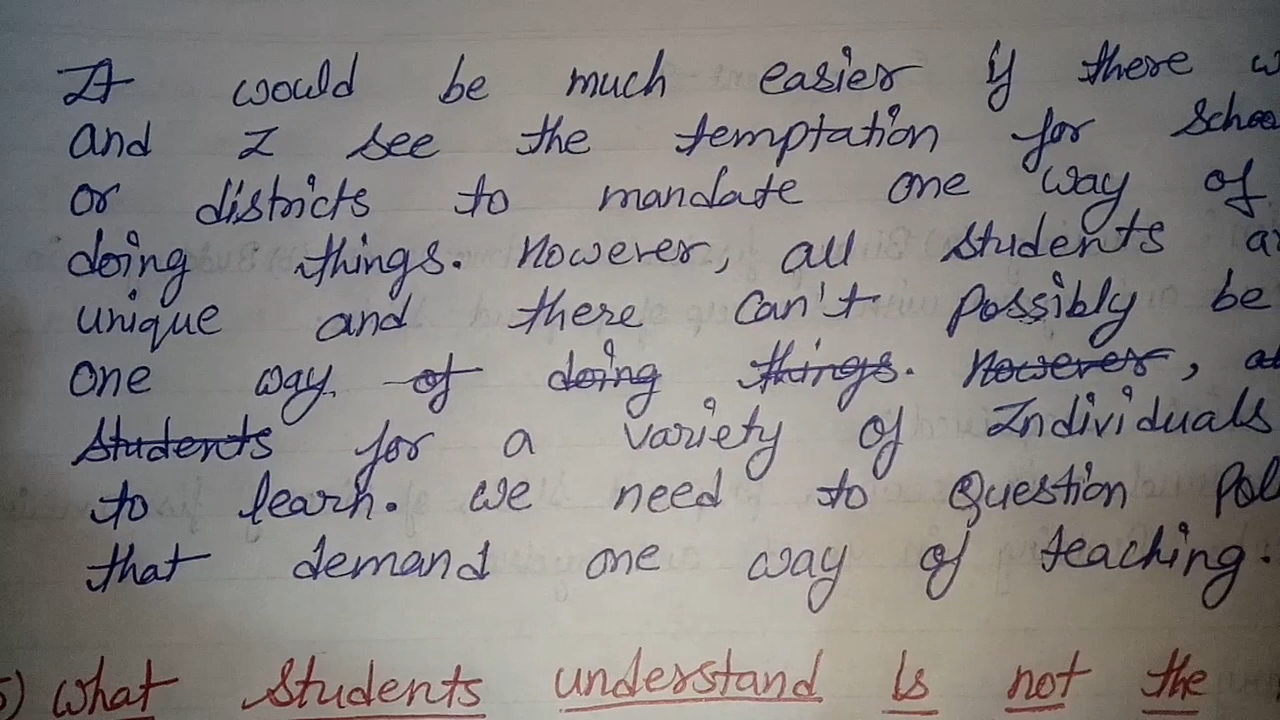 It would be much easier if there
and I see the temptation for
or districts to mandate one way of
doing things. However, all students
unique and there can't possibly be
one way of doing things. However,
students for a variety of Individuals
to learn. we need to Question
that demand one way of teaching.
5) What students understand is not the